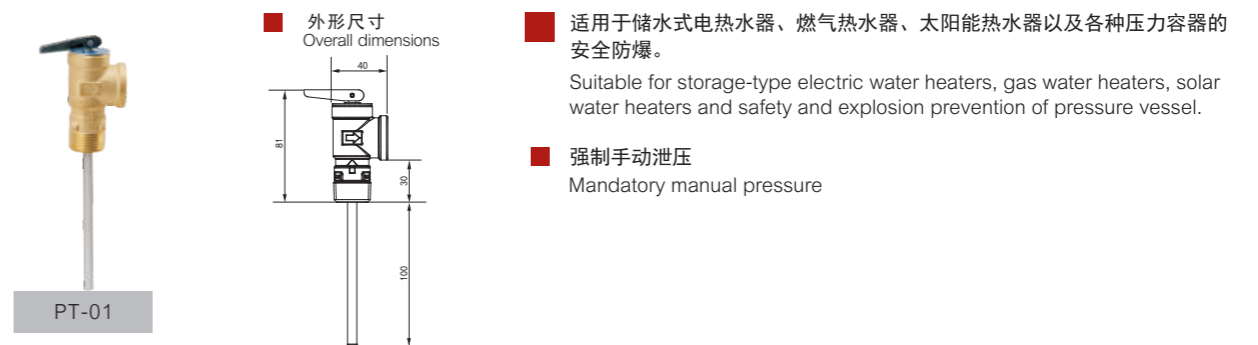 外形尺寸
Overall dimensions
40
81
30
100
PT-01
适用于储水式电热水器、燃气热水器、太阳能热水器以及各种压力容器的
安全防爆。
Suitable for storage-type electric water heaters, gas water heaters, solar
water heaters and safety and explosion prevention of pressure vessel.
强制手动泄压
Mandatory manual pressure